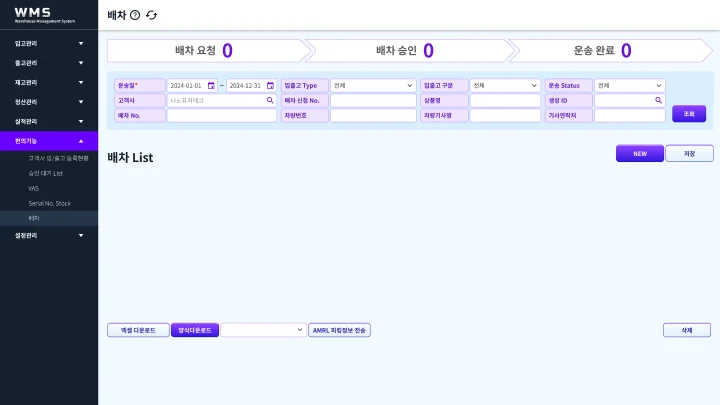 WMS
Warehouse Management System
입고관리
출고관리
재고관리
정산관리
실적관리
편의기능
고객사 입/출고 등록현황
승인 대기 List
VAS
Serial No. Stock
배차
설정관리
배차 ?
배차 요청 0
배차 승인 0
운송 완료 0
운송일* 2024-01-01 ~ 2024-12-31 입출고 Type 전체 입출고 구분 전체 운송 Status 전체
고객사 나노퓨처테크 배차 신청 No. 상품명 생성 ID
배차 No. 차량번호 차량기사명 기사연락처
조회
배차 List
NEW 저장
엑셀 다운로드 양식다운로드 AMRL 피킹정보 전송 삭제